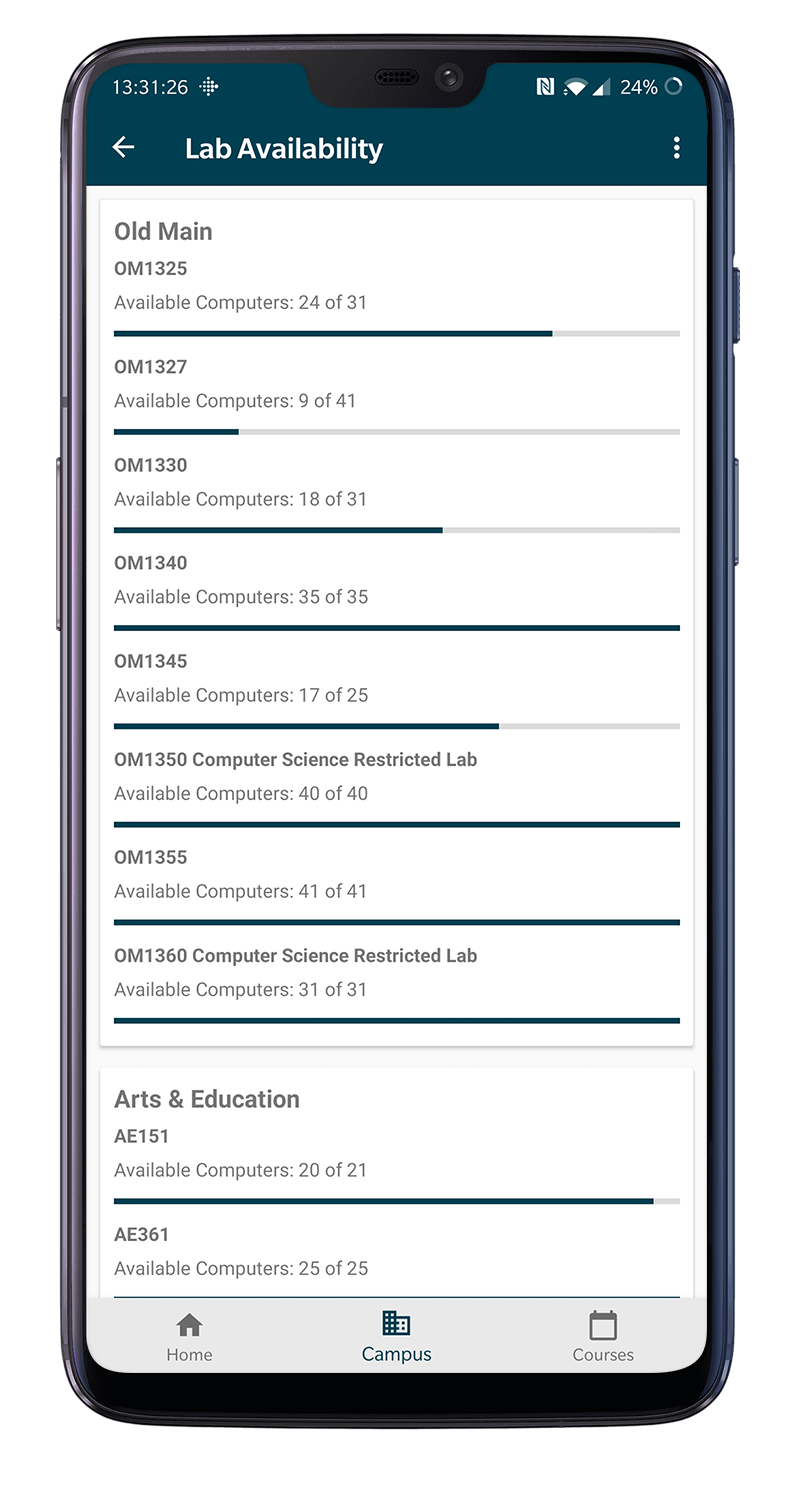 13:31:26 24%
Lab Availability
Old Main
OM1325
Available Computers: 24 of 31
OM1327
Available Computers: 9 of 41
OM1330
Available Computers: 18 of 31
OM1340
Available Computers: 35 of 35
OM1345
Available Computers: 17 of 25
OM1350 Computer Science Restricted Lab
Available Computers: 40 of 40
OM1355
Available Computers: 41 of 41
OM1360 Computer Science Restricted Lab
Available Computers: 31 of 31
Arts & Education
AE151
Available Computers: 20 of 21
AE361
Available Computers: 25 of 25
Home Campus Courses